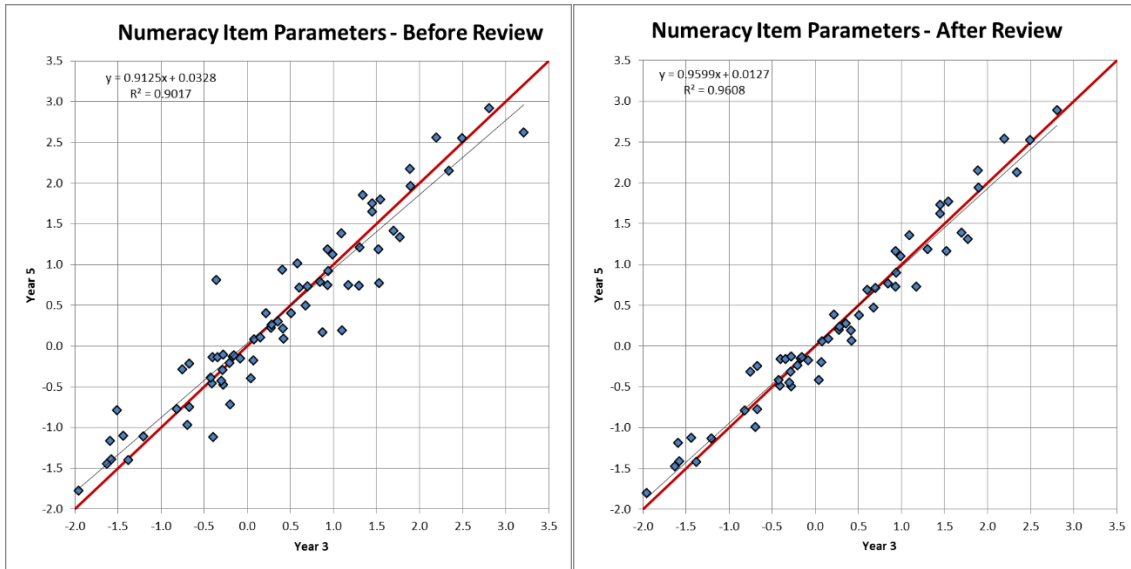 Numeracy Item Parameters - Before Review
y = 0.9125x + 0.0328
R² = 0.9017
3.5
3.0
2.5
2.0
1.5
1.0
0.5
0.0
-0.5
-1.0
-1.5
-2.0
Year 5
-2.0 -1.5 -1.0 -0.5 0.0 0.5 1.0 1.5 2.0 2.5 3.0 3.5
Year 3
Numeracy Item Parameters - After Review
y = 0.9599x + 0.0127
R² = 0.9608
3.5
3.0
2.5
2.0
1.5
1.0
0.5
0.0
-0.5
-1.0
-1.5
-2.0
Year 5
-2.0 -1.5 -1.0 -0.5 0.0 0.5 1.0 1.5 2.0 2.5 3.0 3.5
Year 3